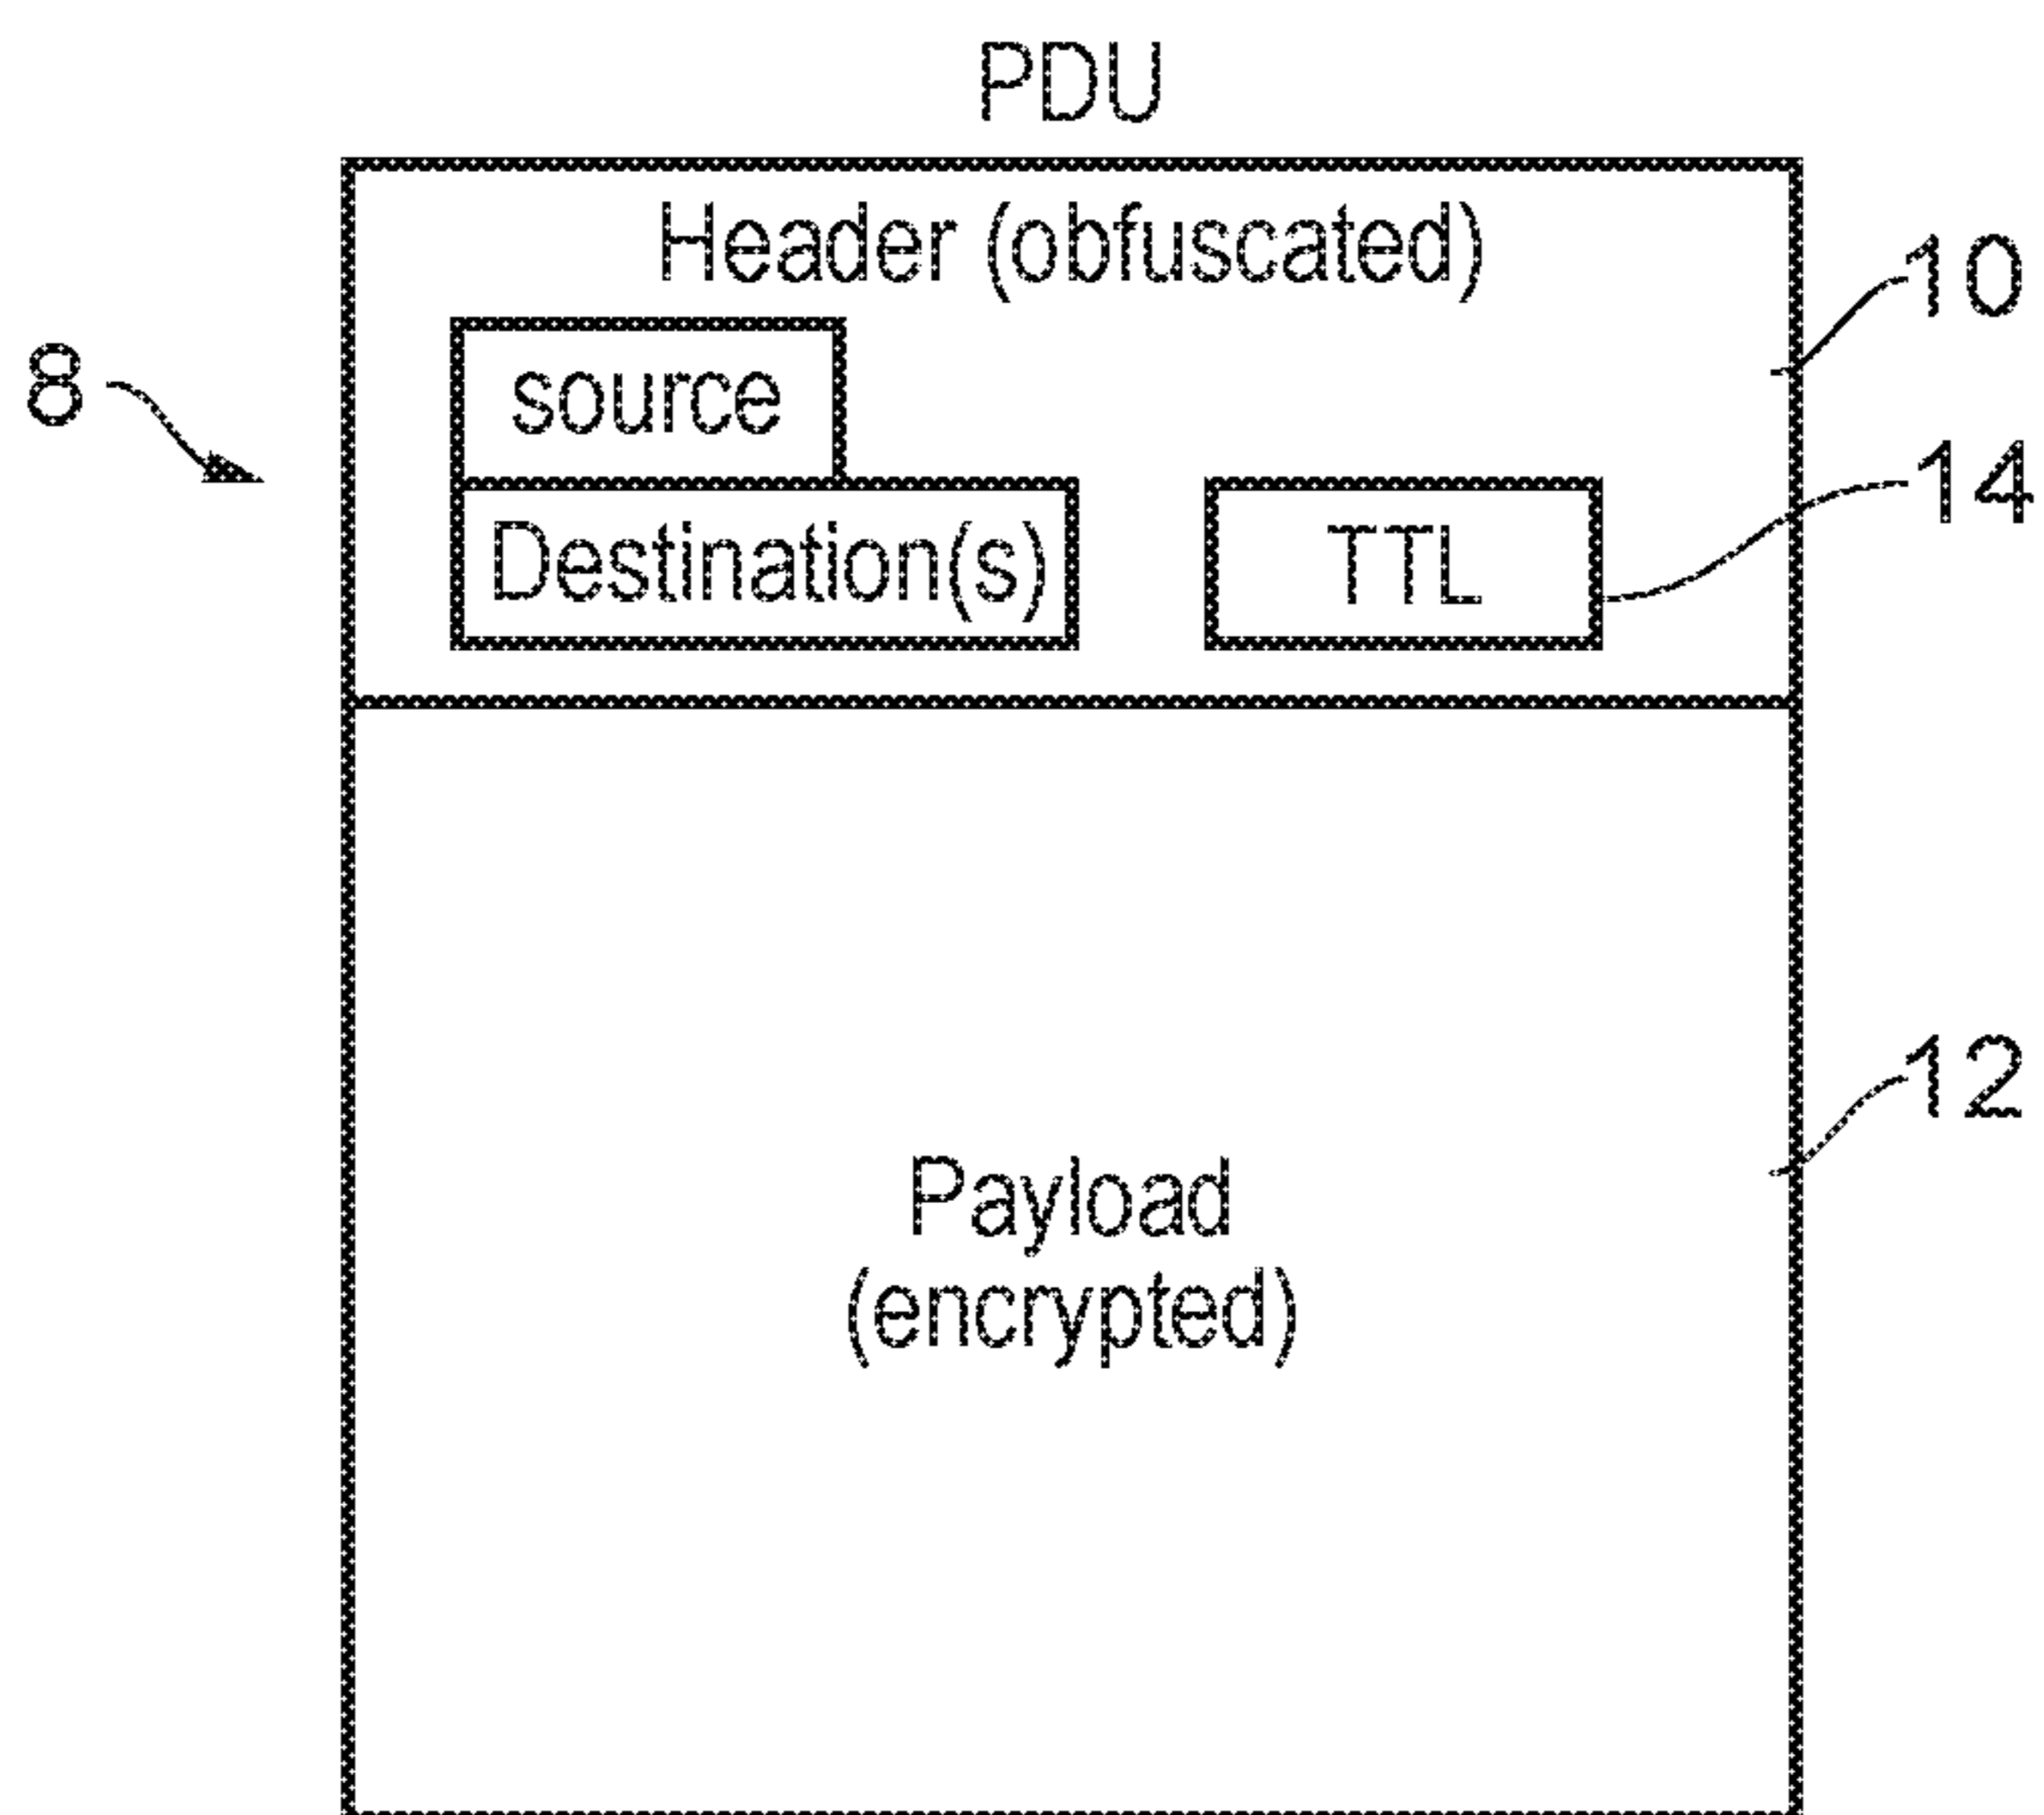 PDU
Header (obfuscated)
10
8
source
14
Destination(s)
TTL
12
Payload
(encrypted)